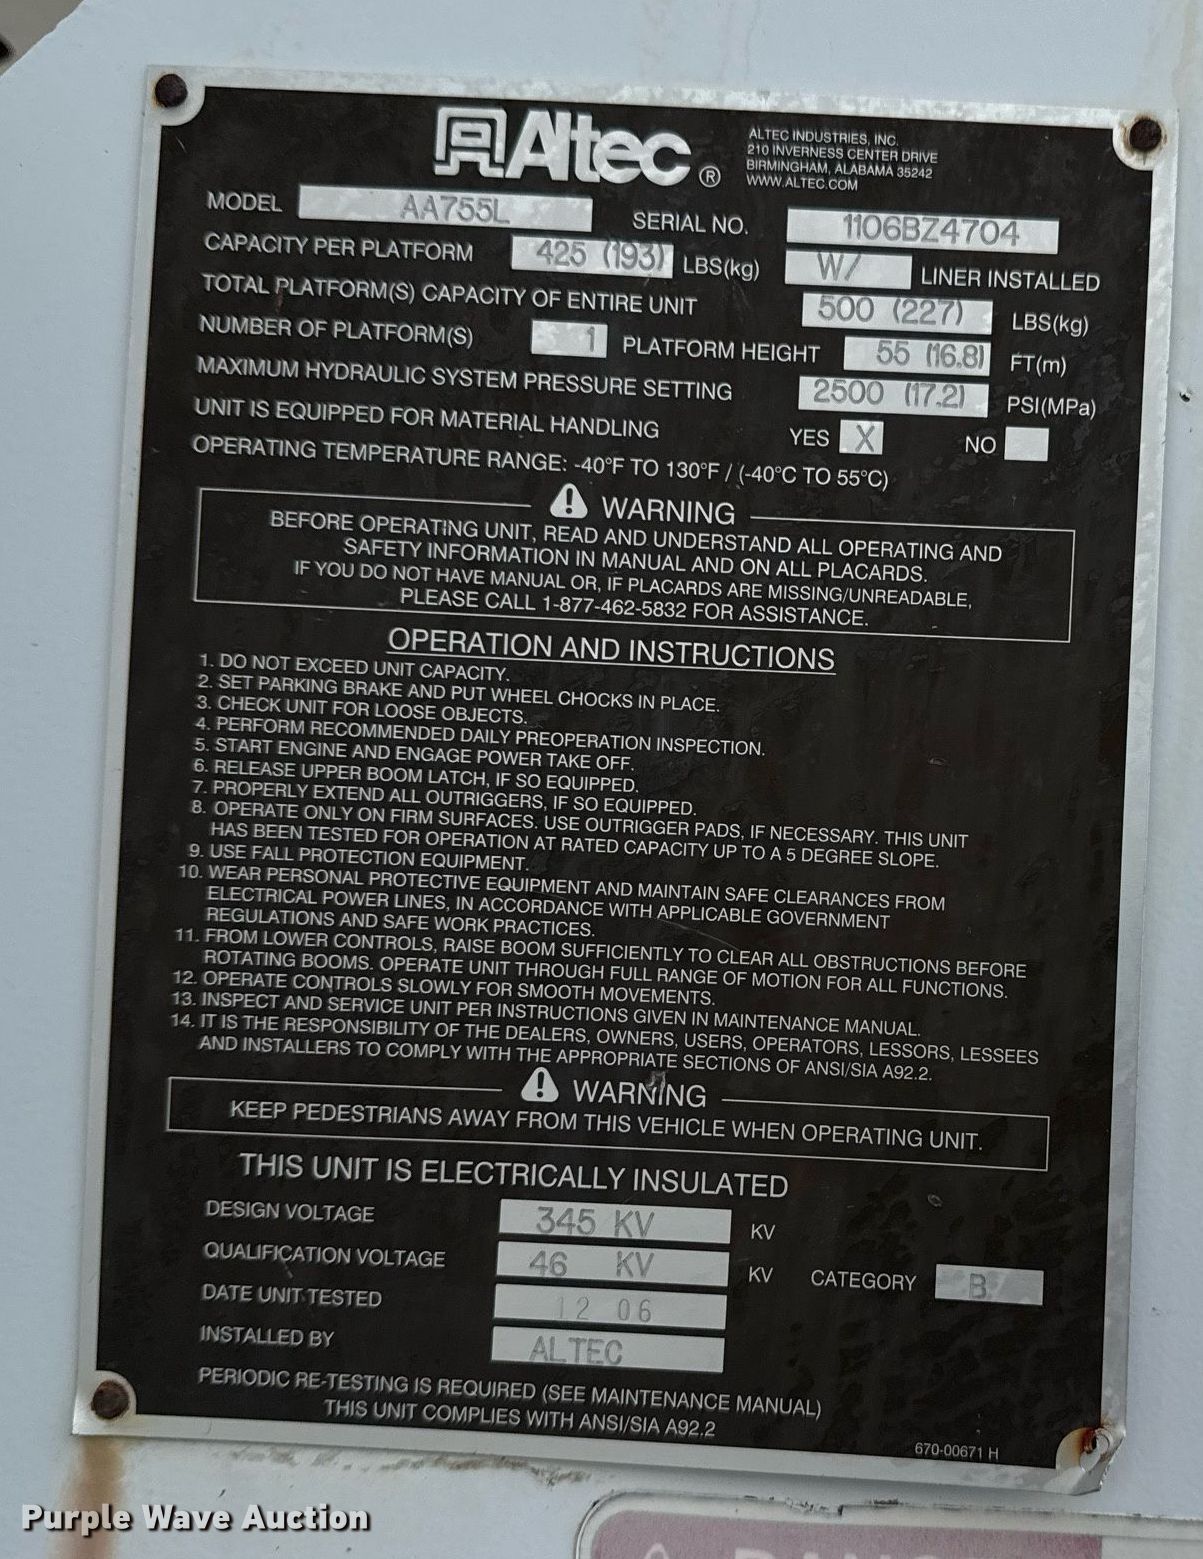 Altec ®
ALTEC INDUSTRIES, INC.
210 INVERNESS CENTER DRIVE
BIRMINGHAM, ALABAMA 35242
WWW.ALTEC.COM
MODEL AA755L SERIAL NO. 1106BZ4704
CAPACITY PER PLATFORM 425 (193) LBS(kg) W/ LINER INSTALLED
TOTAL PLATFORM(S) CAPACITY OF ENTIRE UNIT 500 (227) LBS(kg)
NUMBER OF PLATFORM(S) 1 PLATFORM HEIGHT 55 (16.8) FT(m)
MAXIMUM HYDRAULIC SYSTEM PRESSURE SETTING 2500 (17.2) PSI(MPa)
UNIT IS EQUIPPED FOR MATERIAL HANDLING YES X NO
OPERATING TEMPERATURE RANGE: -40°F TO 130°F / (-40°C TO 55°C)
WARNING
BEFORE OPERATING UNIT, READ AND UNDERSTAND ALL OPERATING AND
SAFETY INFORMATION IN MANUAL AND ON ALL PLACARDS.
IF YOU DO NOT HAVE MANUAL OR, IF PLACARDS ARE MISSING/UNREADABLE,
PLEASE CALL 1-877-462-5832 FOR ASSISTANCE.
OPERATION AND INSTRUCTIONS
1. DO NOT EXCEED UNIT CAPACITY.
2. SET PARKING BRAKE AND PUT WHEEL CHOCKS IN PLACE.
3. CHECK UNIT FOR LOOSE OBJECTS.
4. PERFORM RECOMMENDED DAILY PREOPERATION INSPECTION.
5. START ENGINE AND ENGAGE POWER TAKE OFF.
6. RELEASE UPPER BOOM LATCH, IF SO EQUIPPED.
7. PROPERLY EXTEND ALL OUTRIGGERS, IF SO EQUIPPED.
8. OPERATE ONLY ON FIRM SURFACES. USE OUTRIGGER PADS, IF NECESSARY. THIS UNIT
HAS BEEN TESTED FOR OPERATION AT RATED CAPACITY UP TO A 5 DEGREE SLOPE.
9. USE FALL PROTECTION EQUIPMENT.
10. WEAR PERSONAL PROTECTIVE EQUIPMENT AND MAINTAIN SAFE CLEARANCES FROM
ELECTRICAL POWER LINES, IN ACCORDANCE WITH APPLICABLE GOVERNMENT
REGULATIONS AND SAFE WORK PRACTICES.
11. FROM LOWER CONTROLS, RAISE BOOM SUFFICIENTLY TO CLEAR ALL OBSTRUCTIONS BEFORE
ROTATING BOOMS. OPERATE UNIT THROUGH FULL RANGE OF MOTION FOR ALL FUNCTIONS.
12. OPERATE CONTROLS SLOWLY FOR SMOOTH MOVEMENTS.
13. INSPECT AND SERVICE UNIT PER INSTRUCTIONS GIVEN IN MAINTENANCE MANUAL.
14. IT IS THE RESPONSIBILITY OF THE DEALERS, OWNERS, USERS, OPERATORS, LESSORS, LESSEES
AND INSTALLERS TO COMPLY WITH THE APPROPRIATE SECTIONS OF ANSI/SIA A92.2.
WARNING
KEEP PEDESTRIANS AWAY FROM THIS VEHICLE WHEN OPERATING UNIT.
THIS UNIT IS ELECTRICALLY INSULATED
DESIGN VOLTAGE 345 KV KV
QUALIFICATION VOLTAGE 46 KV KV CATEGORY B
DATE UNIT TESTED 12 06
INSTALLED BY ALTEC
PERIODIC RE-TESTING IS REQUIRED (SEE MAINTENANCE MANUAL)
THIS UNIT COMPLIES WITH ANSI/SIA A92.2
670-00671 H
Purple Wave Auction